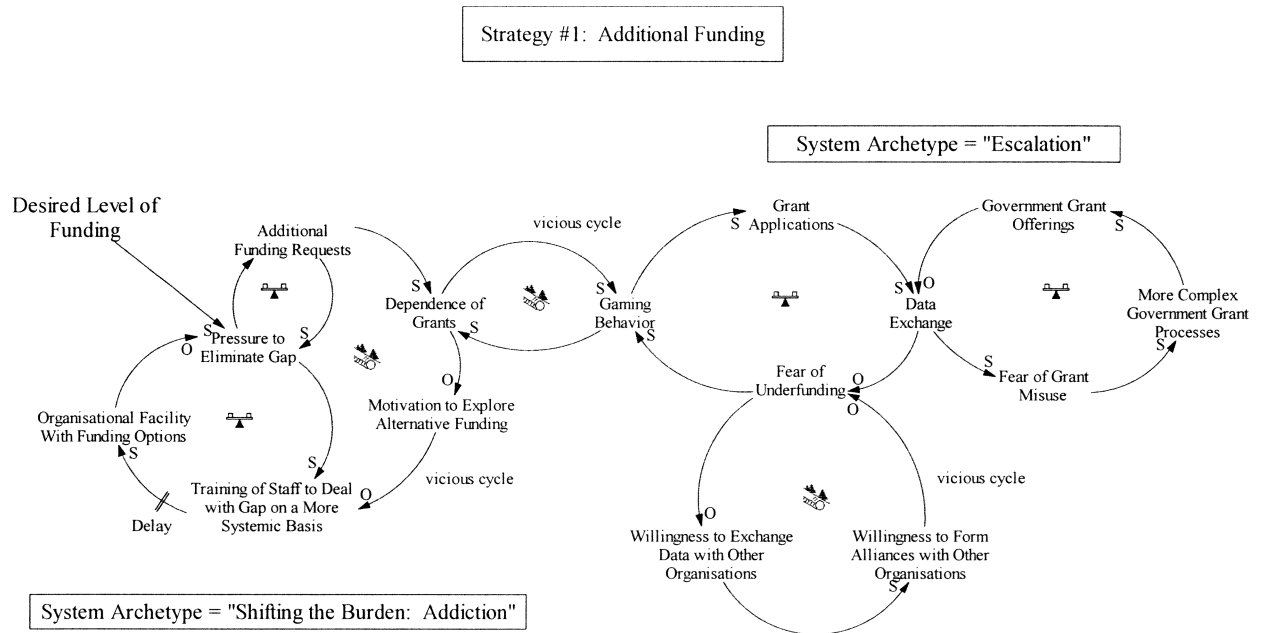 Strategy #1: Additional Funding
System Archetype = "Escalation"
Desired Level of
Funding
Additional
Funding Requests
vicious cycle
Grant
Applications
S
Government Grant
Offerings
S
S
Dependence of
Grants
S
S
Gaming
Behavior
S
S
O
Data
Exchange
More Complex
Government Grant
Processes
S
S
O
Pressure to
Eliminate Gap
S
Fear of
Underfunding
O
O
S
Fear of Grant
Misuse
O
Motivation to Explore
Alternative Funding
Organisational Facility
With Funding Options
S
S
O
vicious cycle
vicious cycle
Training of Staff to Deal
with Gap on a More
Systemic Basis
Delay
O
Willingness to Exchange
Data with Other
Organisations
Willingness to Form
Alliances with Other
Organisations
S
System Archetype = "Shifting the Burden: Addiction"